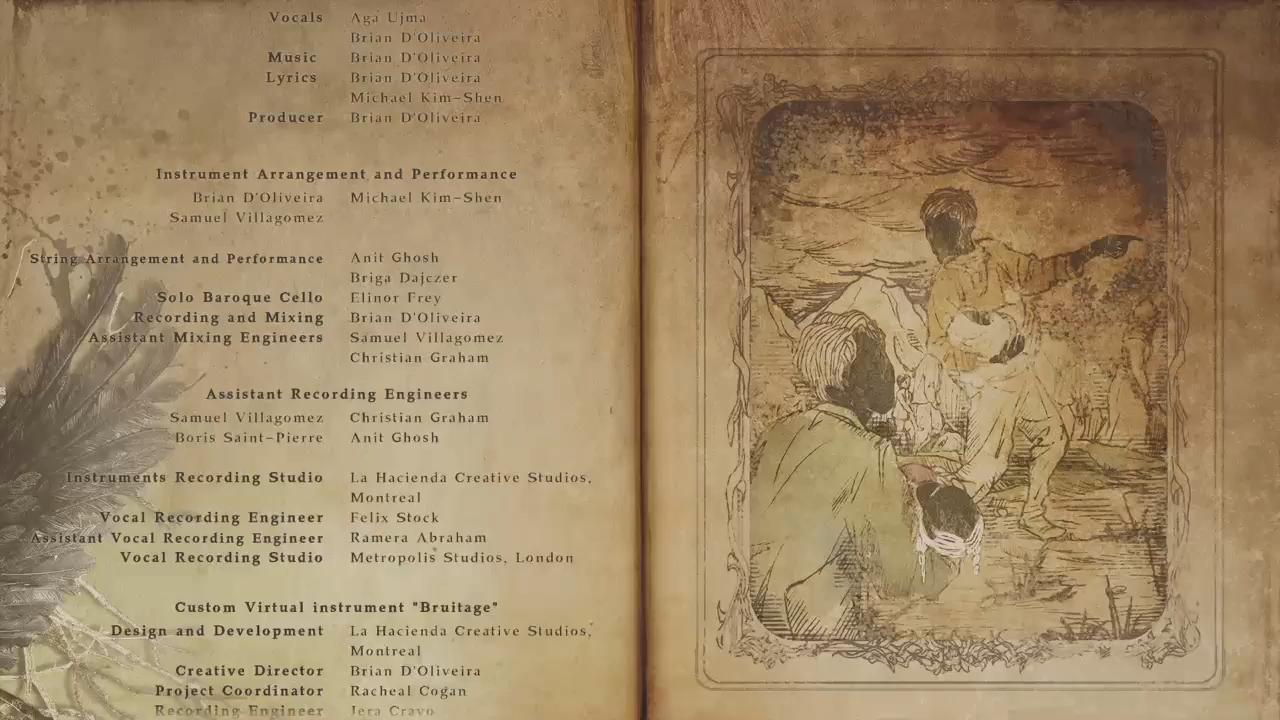 Vocals Aga Ujma
Brian D'Oliveira
Music Brian D'Oliveira
Lyrics Brian D'Oliveira
Michael Kim-Shen
Producer Brian D'Oliveira
Instrument Arrangement and Performance
Brian D'Oliveira Michael Kim-Shen
Samuel Villagomez
String Arrangement and Performance Anit Ghosh
Briga Dajczer
Solo Baroque Cello Elinor Frey
Recording and Mixing Brian D'Oliveira
Assistant Mixing Engineers Samuel Villagomez
Christian Graham
Assistant Recording Engineers
Samuel Villagomez Christian Graham
Boris Saint-Pierre Anit Ghosh
Instruments Recording Studio La Hacienda Creative Studios,
Montreal
Vocal Recording Engineer Felix Stock
Assistant Vocal Recording Engineer Ramera Abraham
Vocal Recording Studio Metropolis Studios, London
Custom Virtual instrument "Bruitage"
Design and Development La Hacienda Creative Studios,
Montreal
Creative Director Brian D'Oliveira
Project Coordinator Racheal Cogan
Recording Engineer Jera Cravo